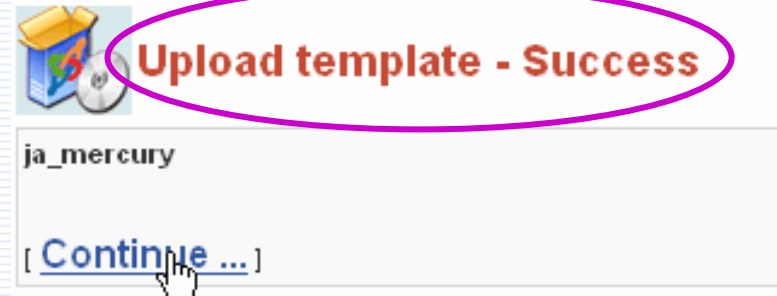 Upload template - Success
ja_mercury
[ Continue ... ]